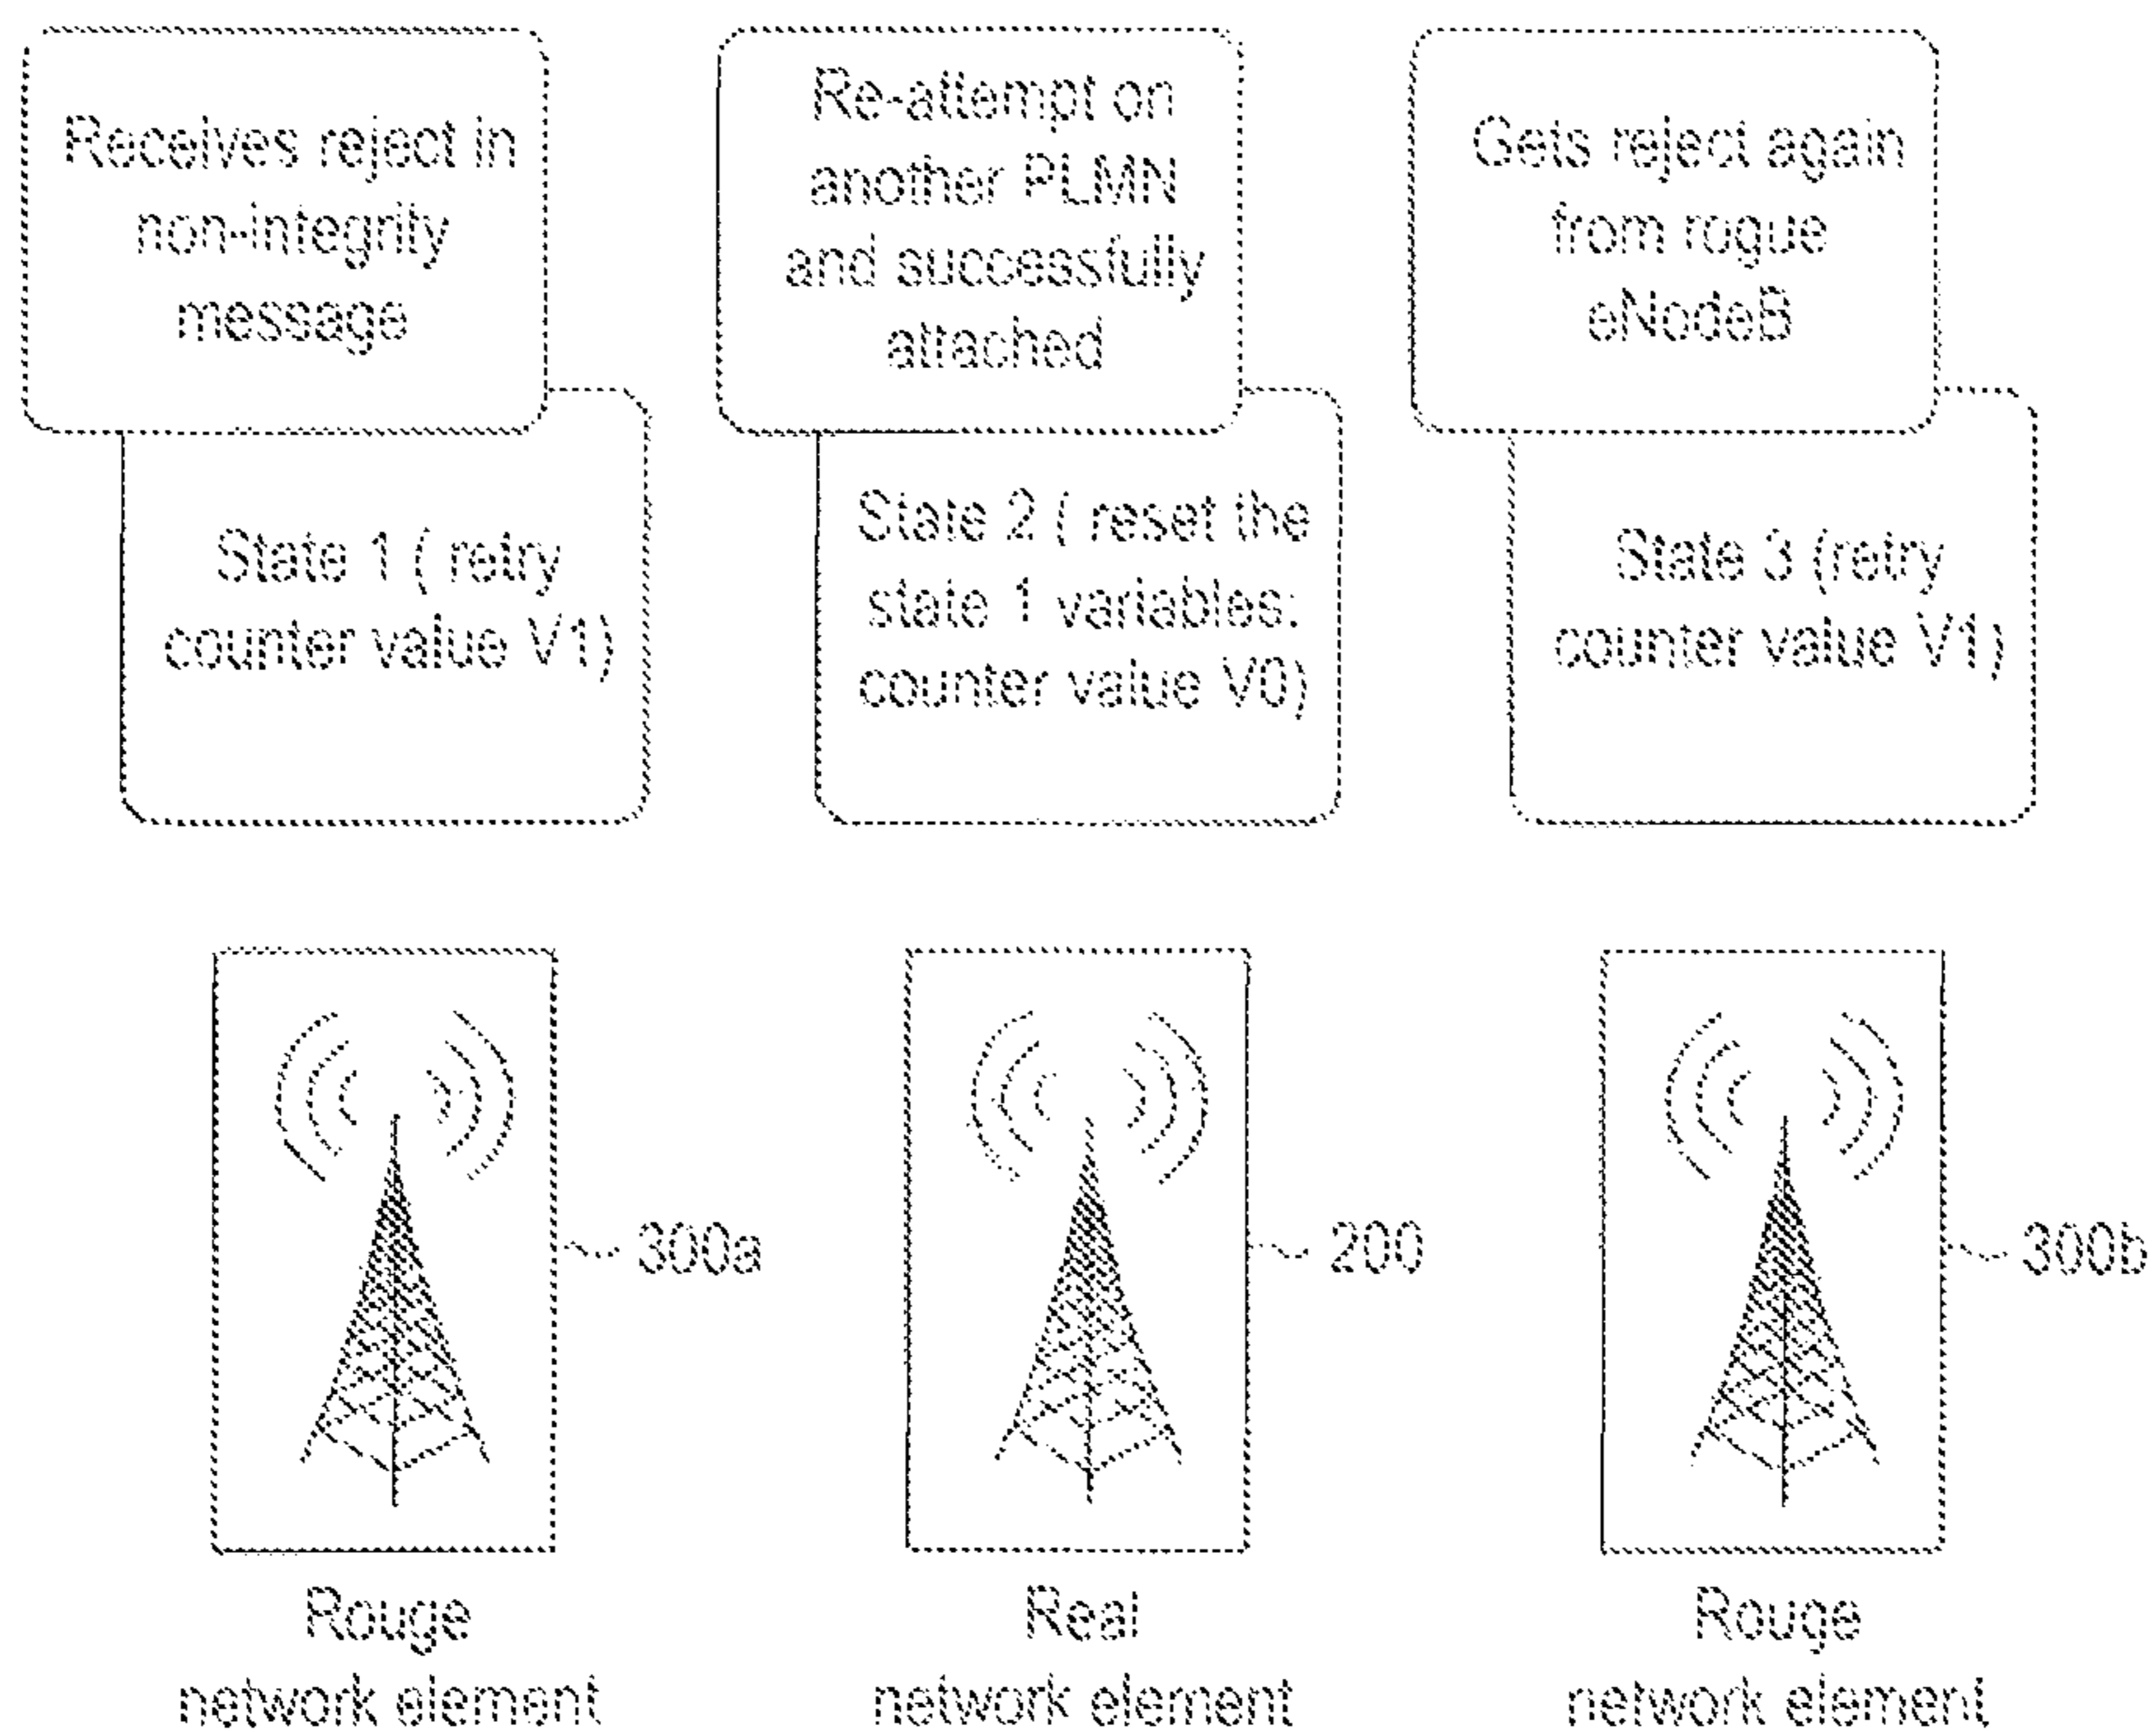 Receives reject in
non-integrity
message
State 1 ( retry
counter value V1)
Re-attempt on
another PLMN
and successfully
attached
State 2 ( reset the
state 1 variables:
counter value V0)
Gets reject again
from rogue
eNodeB
State 3 (retry
counter value V1)
300a
Rouge
network element
200
Real
network element
300b
Rouge
network element